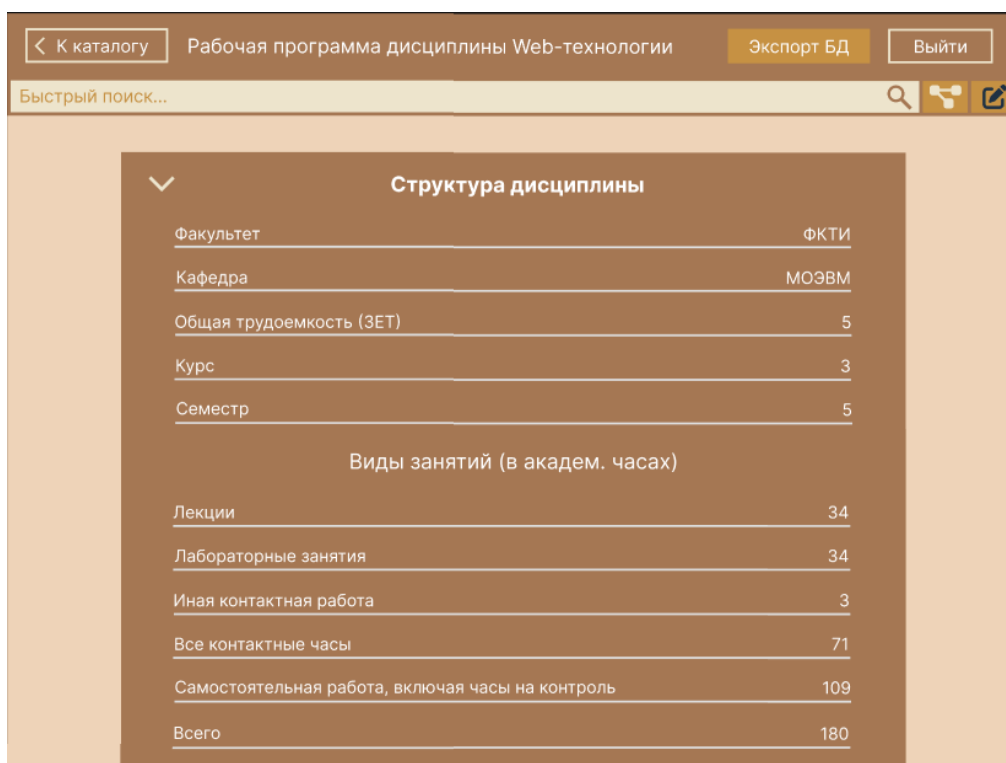 К каталогу Рабочая программа дисциплины Web-технологии Экспорт БД Выйти
Быстрый поиск...
Структура дисциплины
Факультет ФКТИ
Кафедра МОЭВМ
Общая трудоемкость (ЗЕТ) 5
Курс 3
Семестр 5
Виды занятий (в академ. часах)
Лекции 34
Лабораторные занятия 34
Иная контактная работа 3
Все контактные часы 71
Самостоятельная работа, включая часы на контроль 109
Всего 180